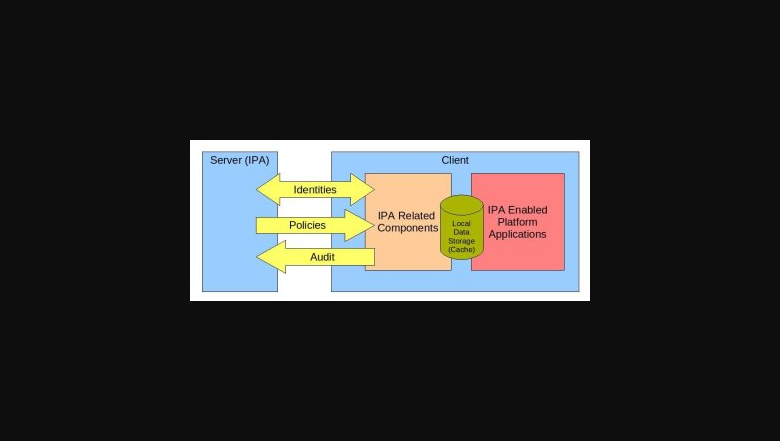 Server (IPA)
Client
Identities
Policies
Audit
IPA Related
Components
Local
Data
Storage
(Cache)
IPA Enabled
Platform
Applications